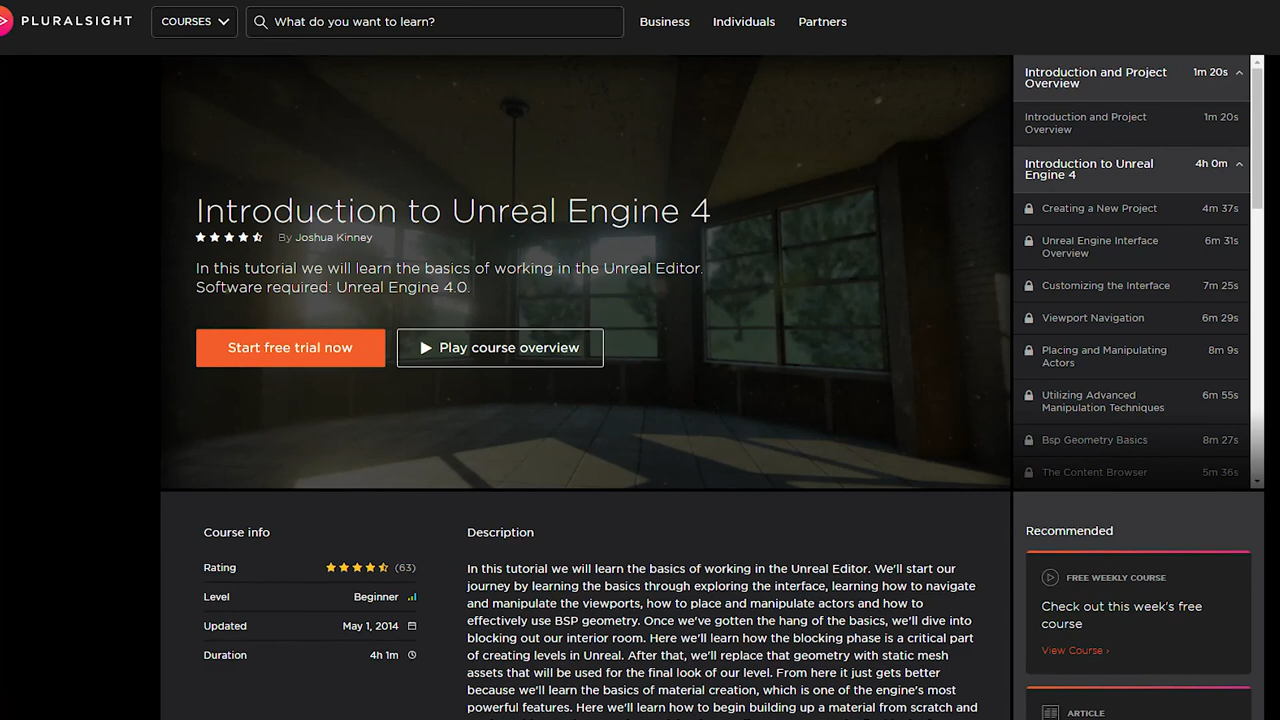 PLURALSIGHT
COURSES
What do you want to learn?
Business
Individuals
Partners
Introduction to Unreal Engine 4
By Joshua Kinney
In this tutorial we will learn the basics of working in the Unreal Editor.
Software required: Unreal Engine 4.0.
Start free trial now
Play course overview
Introduction and Project 1m 20s
Overview
Introduction and Project 1m 20s
Overview
Introduction to Unreal 4h 0m
Engine 4
Creating a New Project 4m 37s
Unreal Engine Interface 6m 31s
Overview
Customizing the Interface 7m 25s
Viewport Navigation 6m 29s
Placing and Manipulating 8m 9s
Actors
Utilizing Advanced 6m 55s
Manipulation Techniques
Bsp Geometry Basics 8m 27s
The Content Browser 5m 36s
Course info
Rating (63)
Level Beginner
Updated May 1, 2014
Duration 4h 1m
Description
In this tutorial we will learn the basics of working in the Unreal Editor. We'll start our
journey by learning the basics through exploring the interface, learning how to navigate
and manipulate the viewports, how to place and manipulate actors and how to
effectively use BSP geometry. Once we've gotten the hang of the basics, we'll dive into
blocking out our interior room. Here we'll learn how the blocking phase is a critical part
of creating levels in Unreal. After that, we'll replace that geometry with static mesh
assets that will be used for the final look of our level. From here it just gets better
because we'll learn the basics of material creation, which is one of the engine's most
powerful features. Here we'll learn how to begin building up a material from scratch and
Recommended
FREE WEEKLY COURSE
Check out this week's free
course
View Course ›
ARTICLE